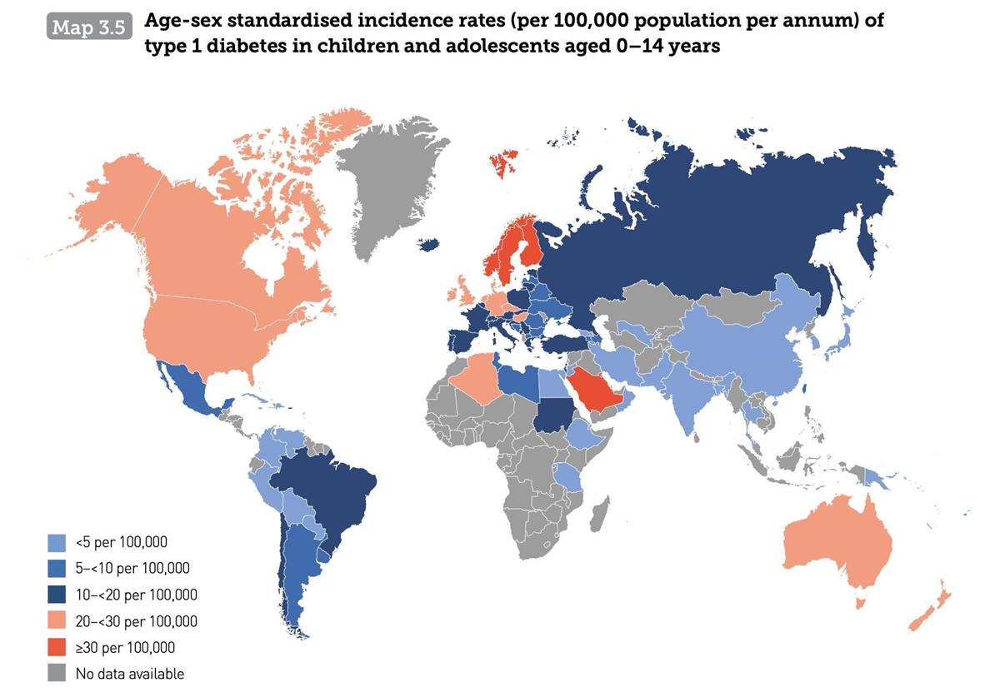 Map 3.5
Age-sex standardised incidence rates (per 100,000 population per annum) of
type 1 diabetes in children and adolescents aged 0–14 years
<5 per 100,000
5–<10 per 100,000
10–<20 per 100,000
20–<30 per 100,000
≥30 per 100,000
No data available